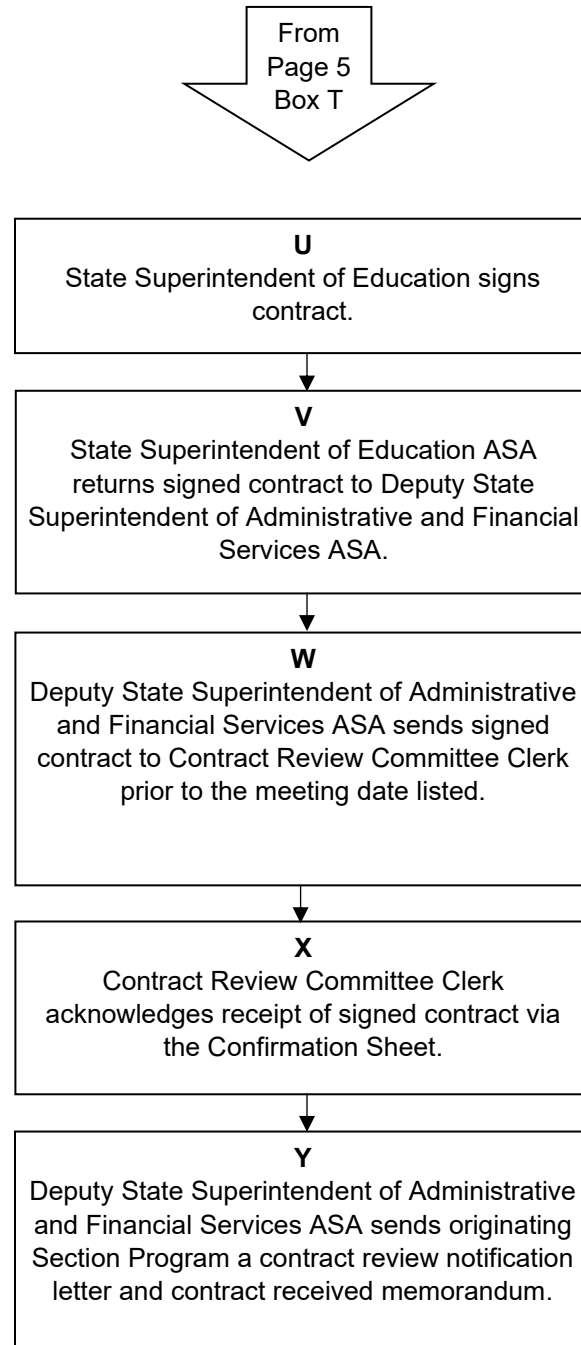 From
Page 5
Box T
U
State Superintendent of Education signs
contract.
V
State Superintendent of Education ASA
returns signed contract to Deputy State
Superintendent of Administrative and Financial
Services ASA.
W
Deputy State Superintendent of Administrative
and Financial Services ASA sends signed
contract to Contract Review Committee Clerk
prior to the meeting date listed.
X
Contract Review Committee Clerk
acknowledges receipt of signed contract via
the Confirmation Sheet.
Y
Deputy State Superintendent of Administrative
and Financial Services ASA sends originating
Section Program a contract review notification
letter and contract received memorandum.